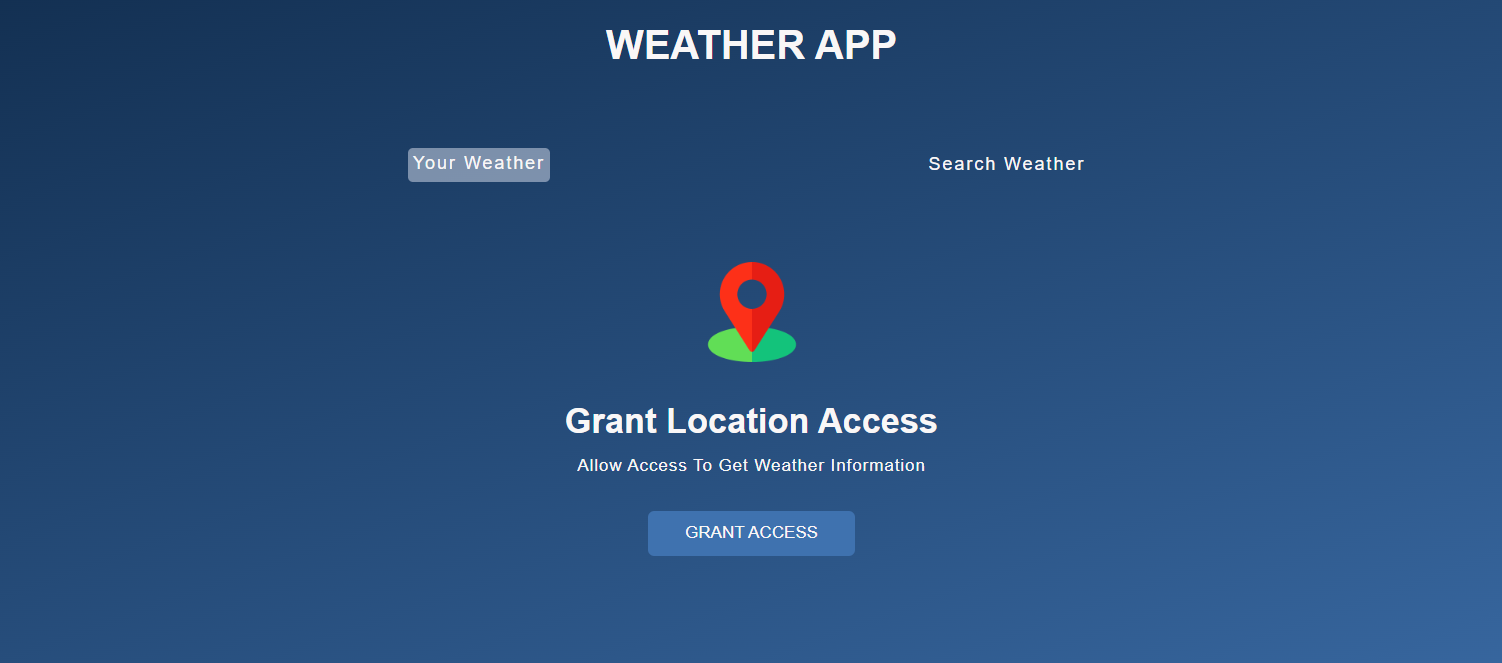 WEATHER APP
Your Weather
Search Weather
Grant Location Access
Allow Access To Get Weather Information
GRANT ACCESS